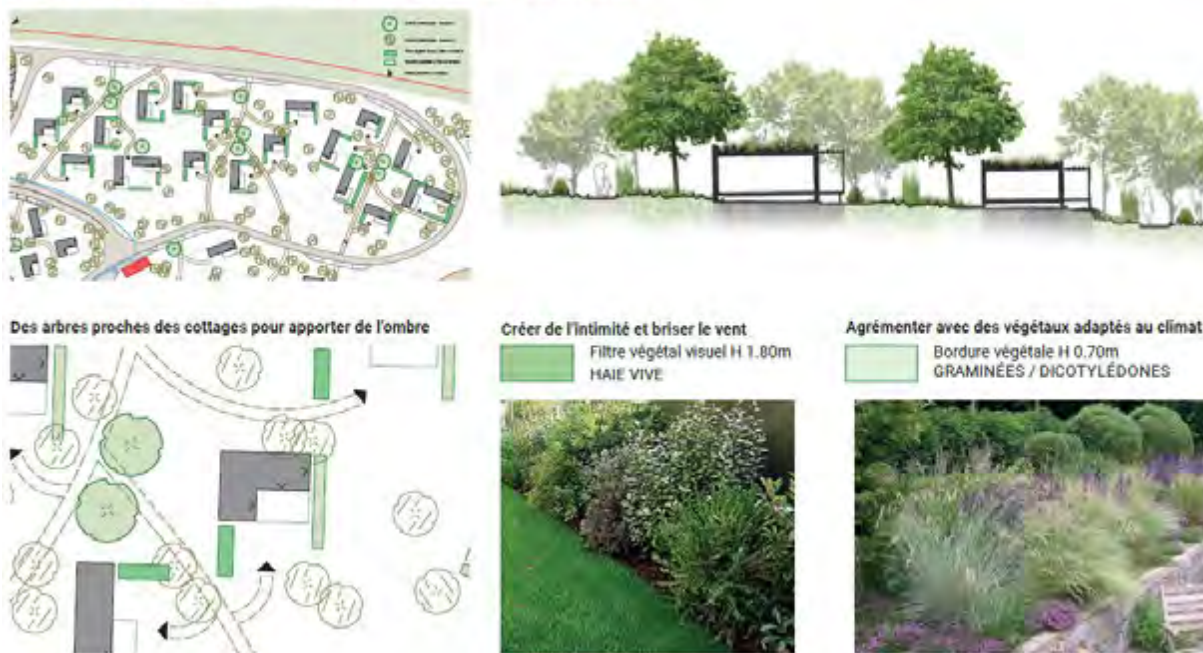 Des arbres proches des cottages pour apporter de l'ombre
Créer de l'intimité et briser le vent
Filtre végétal visuel H 1.80m
HAIE VIVE
Agrémenter avec des végétaux adaptés au climat
Bordure végétale H 0.70m
GRAMINÉES / DICOTYLÉDONES